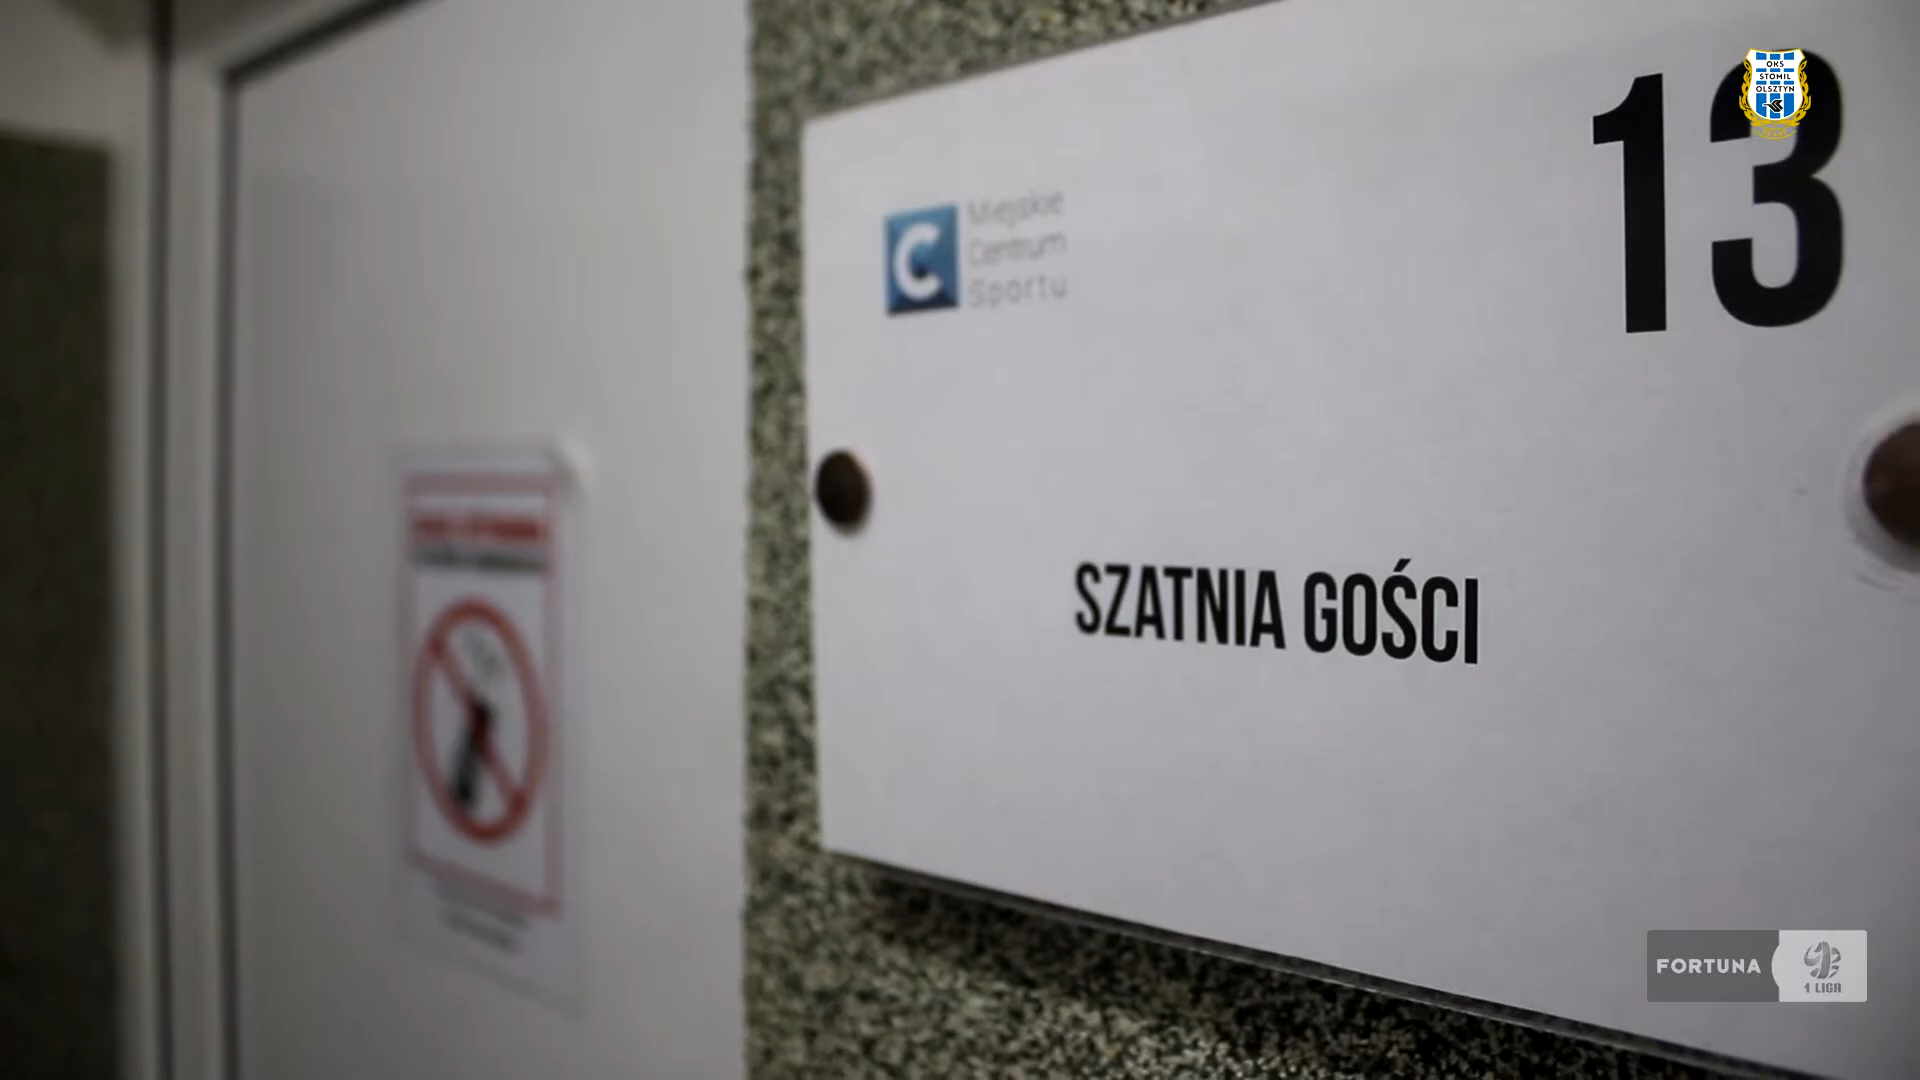 13
OKS
STOMIL
OLSZTYN
C
Miejskie
Centrum
Sportu
SZATNIA GOŚCI
FORTUNA
1 LIGA